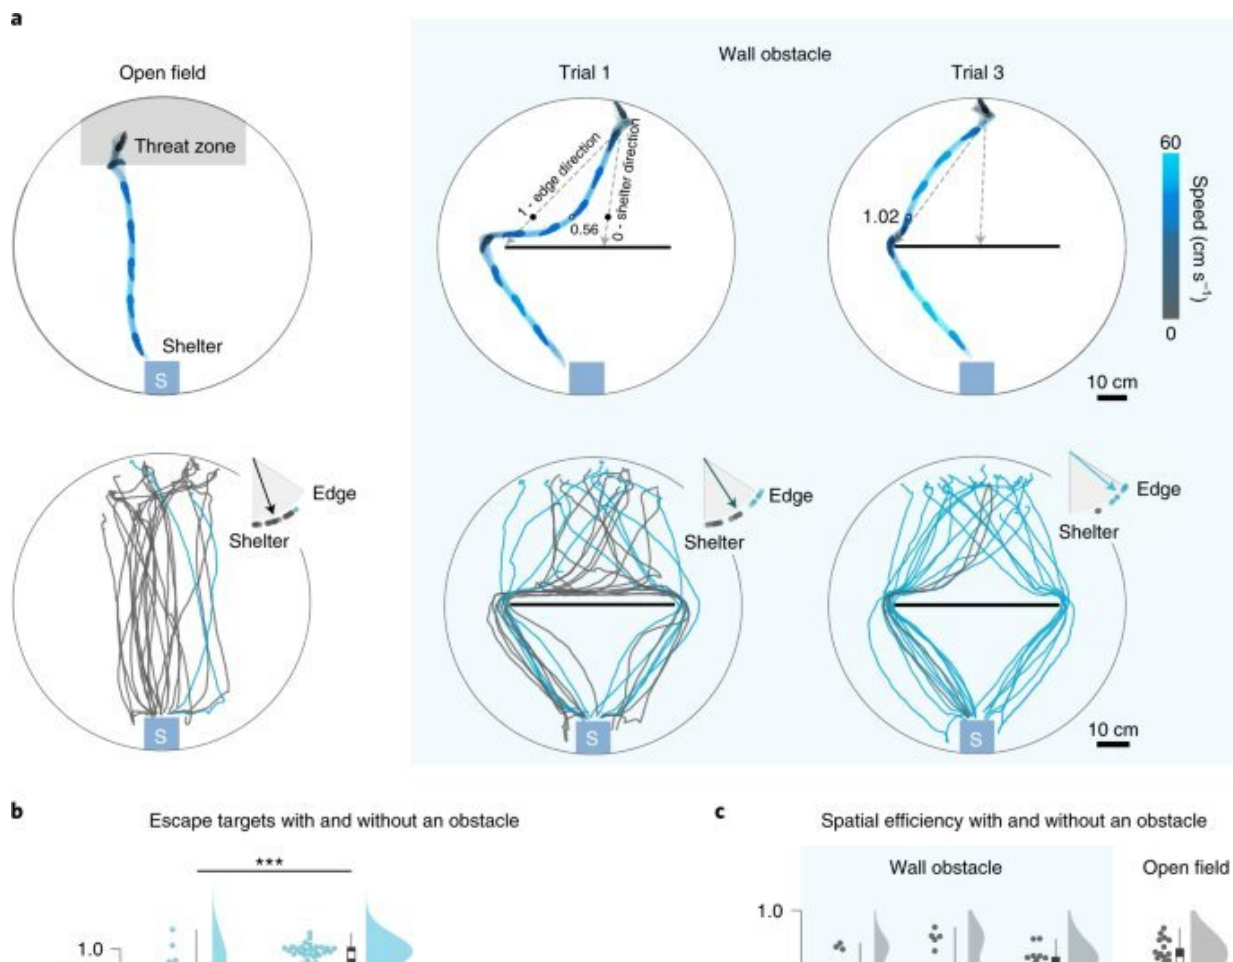 a
Wall obstacle
Open field
Trial 1
Trial 3
Threat zone
1 - edge direction
0 - shelter direction
0.56
1.02
60
Speed (cm s⁻¹)
0
Shelter
S
10 cm
Edge
Shelter
Edge
Shelter
Edge
Shelter
S
S
S
10 cm
b
Escape targets with and without an obstacle
***
1.0
c
Spatial efficiency with and without an obstacle
Wall obstacle
Open field
1.0